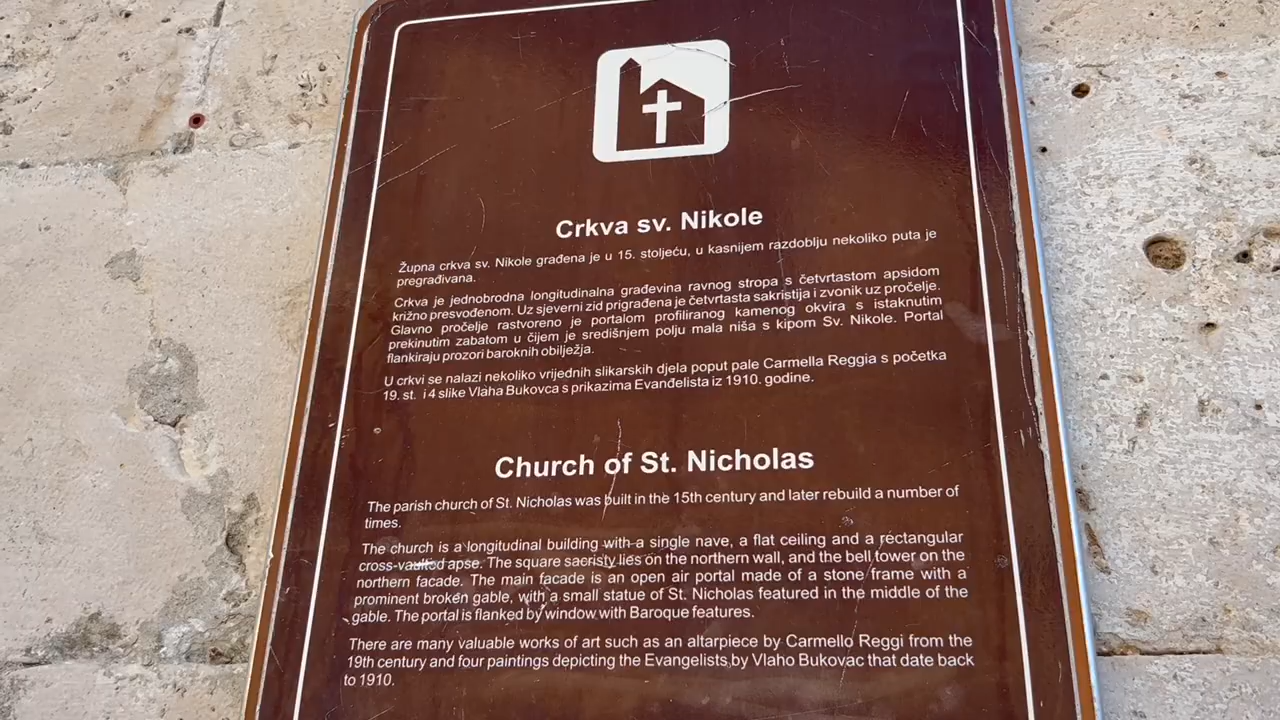 Crkva sv. Nikole
Župna crkva sv. Nikole građena je u 15. stoljeću, u kasnijem razdoblju nekoliko puta je
pregrađivana.
Crkva je jednobrodna longitudinalna građevina ravnog stropa s četvrtastom apsidom
križno presvođenom. Uz sjeverni zid prigrađena je četvrtasta sakristija i zvonik uz pročelje.
Glavno pročelje rastvoreno je portalom profiliranog kamenog okvira s istaknutim
prekinutim zabatom u čijem je središnjem polju mala niša s kipom Sv. Nikole. Portal
flankiraju prozori baroknih obilježja.
U crkvi se nalazi nekoliko vrijednih slikarskih djela poput pale Carmella Reggia s početka
19. st. i 4 slike Vlaha Bukovca s prikazima Evanđelista iz 1910. godine.
Church of St. Nicholas
The parish church of St. Nicholas was built in the 15th century and later rebuild a number of
times.
The church is a longitudinal building with a single nave, a flat ceiling and a rectangular
cross-vaulted apse. The square sacristy lies on the northern wall, and the bell tower on the
northern facade. The main facade is an open air portal made of a stone frame with a
prominent broken gable, with a small statue of St. Nicholas featured in the middle of the
gable. The portal is flanked by window with Baroque features.
There are many valuable works of art such as an altarpiece by Carmello Reggi from the
19th century and four paintings depicting the Evangelists by Vlaho Bukovac that date back
to 1910.